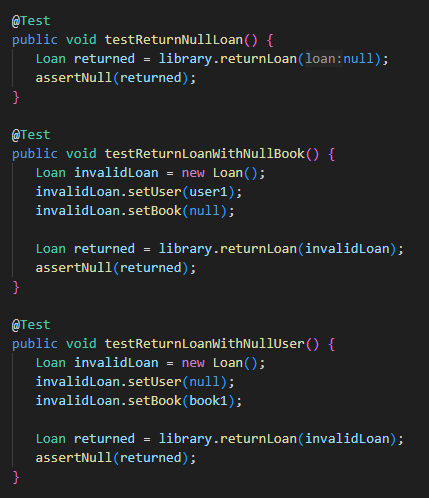 @Test
public void testReturnNullLoan() {
Loan returned = library.returnLoan(loan:null);
assertNull(returned);
}
@Test
public void testReturnLoanWithNullBook() {
Loan invalidLoan = new Loan();
invalidLoan.setUser(user1);
invalidLoan.setBook(null);
Loan returned = library.returnLoan(invalidLoan);
assertNull(returned);
}
@Test
public void testReturnLoanWithNullUser() {
Loan invalidLoan = new Loan();
invalidLoan.setUser(null);
invalidLoan.setBook(book1);
Loan returned = library.returnLoan(invalidLoan);
assertNull(returned);
}